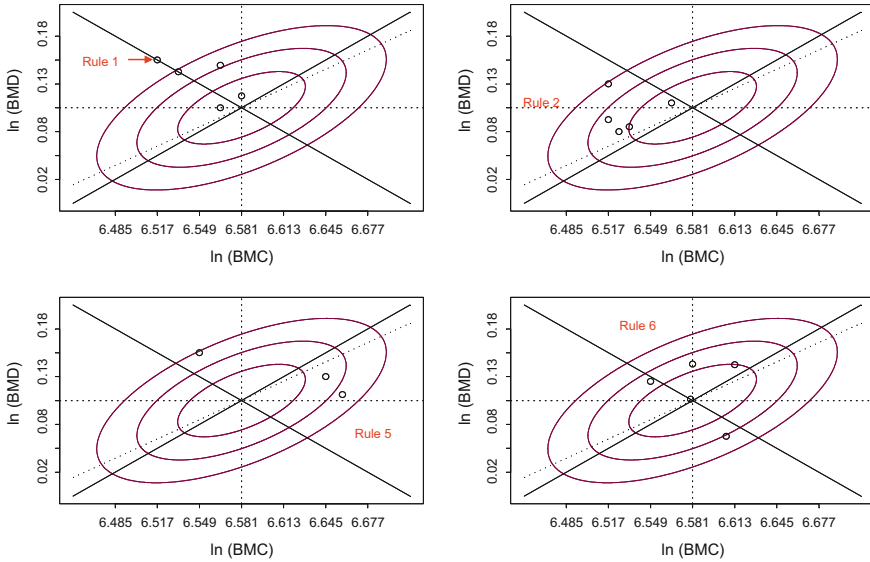 ln (BMD)
0.18
0.13
0.08
0.02
Rule 1
6.485 6.517 6.549 6.581 6.613 6.645 6.677
ln (BMC)
ln (BMD)
0.18
0.13
0.08
0.02
Rule 2
6.485 6.517 6.549 6.581 6.613 6.645 6.677
ln (BMC)
ln (BMD)
0.18
0.13
0.08
0.02
Rule 5
6.485 6.517 6.549 6.581 6.613 6.645 6.677
ln (BMC)
ln (BMD)
0.18
0.13
0.08
0.02
Rule 6
6.485 6.517 6.549 6.581 6.613 6.645 6.677
ln (BMC)